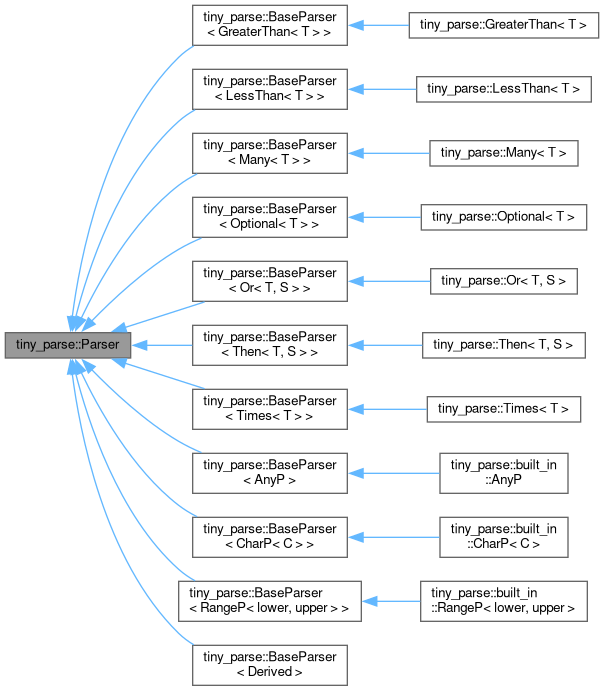 tiny_parse::BaseParser
< GreaterThan< T > >
tiny_parse::GreaterThan< T >
tiny_parse::BaseParser
< LessThan< T > >
tiny_parse::LessThan< T >
tiny_parse::BaseParser
< Many< T > >
tiny_parse::Many< T >
tiny_parse::BaseParser
< Optional< T > >
tiny_parse::Optional< T >
tiny_parse::BaseParser
< Or< T, S > >
tiny_parse::Or< T, S >
tiny_parse::Parser
tiny_parse::BaseParser
< Then< T, S > >
tiny_parse::Then< T, S >
tiny_parse::BaseParser
< Times< T > >
tiny_parse::Times< T >
tiny_parse::BaseParser
< AnyP >
tiny_parse::built_in
::AnyP
tiny_parse::BaseParser
< CharP< C > >
tiny_parse::built_in
::CharP< C >
tiny_parse::BaseParser
< RangeP< lower, upper > >
tiny_parse::built_in
::RangeP< lower, upper >
tiny_parse::BaseParser
< Derived >